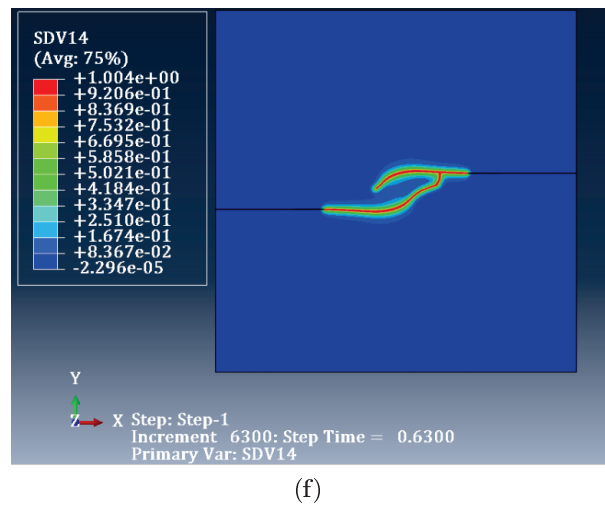 SDV14
(Avg: 75%)
+1.004e+00
+9.206e-01
+8.369e-01
+7.532e-01
+6.695e-01
+5.858e-01
+5.021e-01
+4.184e-01
+3.347e-01
+2.510e-01
+1.674e-01
+8.367e-02
-2.296e-05
Y
Z X Step: Step-1
Increment 6300: Step Time = 0.6300
Primary Var: SDV14
(f)